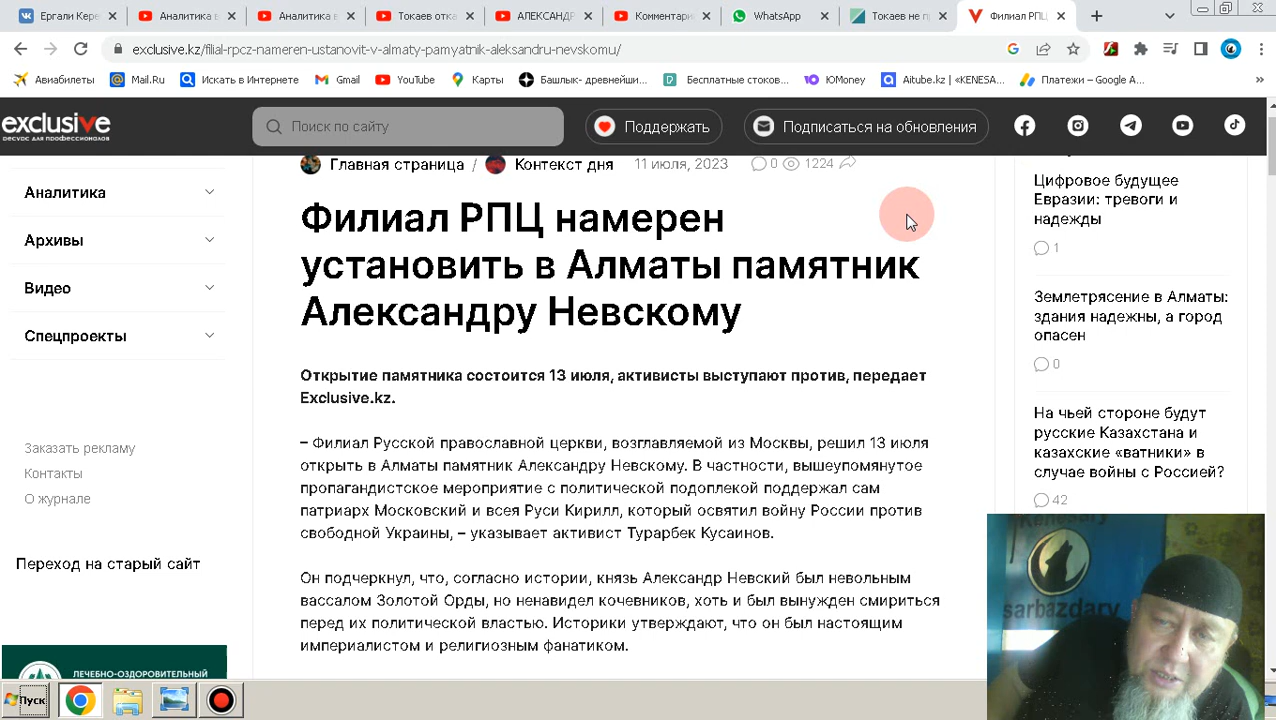 Ергали Кере
Аналитика в
Аналитика в
Токаев отка
АЛЕКСАНДР
Комментари
WhatsApp
Токаев не пр
Филиал РПЦ
exclusive.kz/filial-rpcz-nameren-ustanovit-v-almaty-pamyatnik-aleksandru-nevskomu/
Авиабилеты
Mail.Ru
Искать в Интернете
Gmail
YouTube
Карты
Башлык- древнейши...
Бесплатные стоков...
ЮMoney
Aitube.kz | «KENESA...
Платежи – Google A...
»
exclusive
ресурс для профессионалов
Поиск по сайту
Поддержать
Подписаться на обновления
Главная страница / Контекст дня 11 июля, 2023 0 1224
Аналитика
Архивы
Видео
Спецпроекты
Заказать рекламу
Контакты
О журнале
Переход на старый сайт
ЛЕЧЕБНО-ОЗДОРОВИТЕЛЬНЫЙ
Филиал РПЦ намерен
установить в Алматы памятник
Александру Невскому
Открытие памятника состоится 13 июля, активисты выступают против, передает
Exclusive.kz.
– Филиал Русской православной церкви, возглавляемой из Москвы, решил 13 июля
открыть в Алматы памятник Александру Невскому. В частности, вышеупомянутое
пропагандистское мероприятие с политической подоплекой поддержал сам
патриарх Московский и всея Руси Кирилл, который освятил войну России против
свободной Украины, – указывает активист Турарбек Кусаинов.
Он подчеркнул, что, согласно истории, князь Александр Невский был невольным
вассалом Золотой Орды, но ненавидел кочевников, хоть и был вынужден смириться
перед их политической властью. Историки утверждают, что он был настоящим
империалистом и религиозным фанатиком.
Цифровое будущее
Евразии: тревоги и
надежды
1
Землетрясение в Алматы:
здания надежны, а город
опасен
0
На чьей стороне будут
русские Казахстана и
казахские «ватники» в
случае войны с Россией?
42
Kenesary
sarbazdary
Пуск